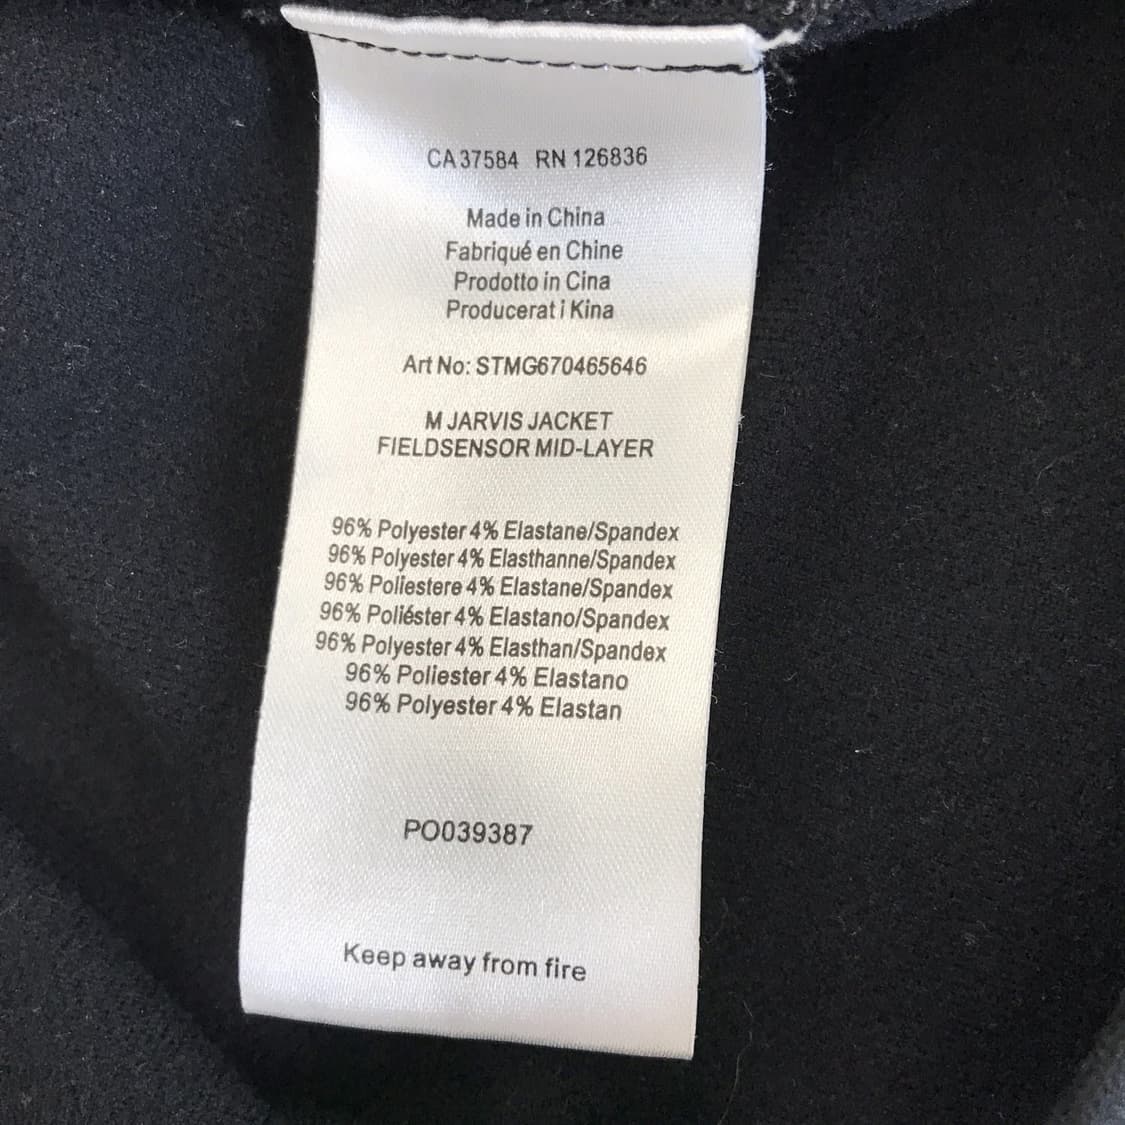 CA 37584 RN 126836
Made in China
Fabriqué en Chine
Prodotto in Cina
Producerat i Kina
Art No: STMG670465646
M JARVIS JACKET
FIELDSENSOR MID-LAYER
96% Polyester 4% Elastane/Spandex
96% Polyester 4% Elasthanne/Spandex
96% Poliestere 4% Elastane/Spandex
96% Poliéster 4% Elastano/Spandex
96% Polyester 4% Elasthan/Spandex
96% Poliester 4% Elastano
96% Polyester 4% Elastan
PO039387
Keep away from fire